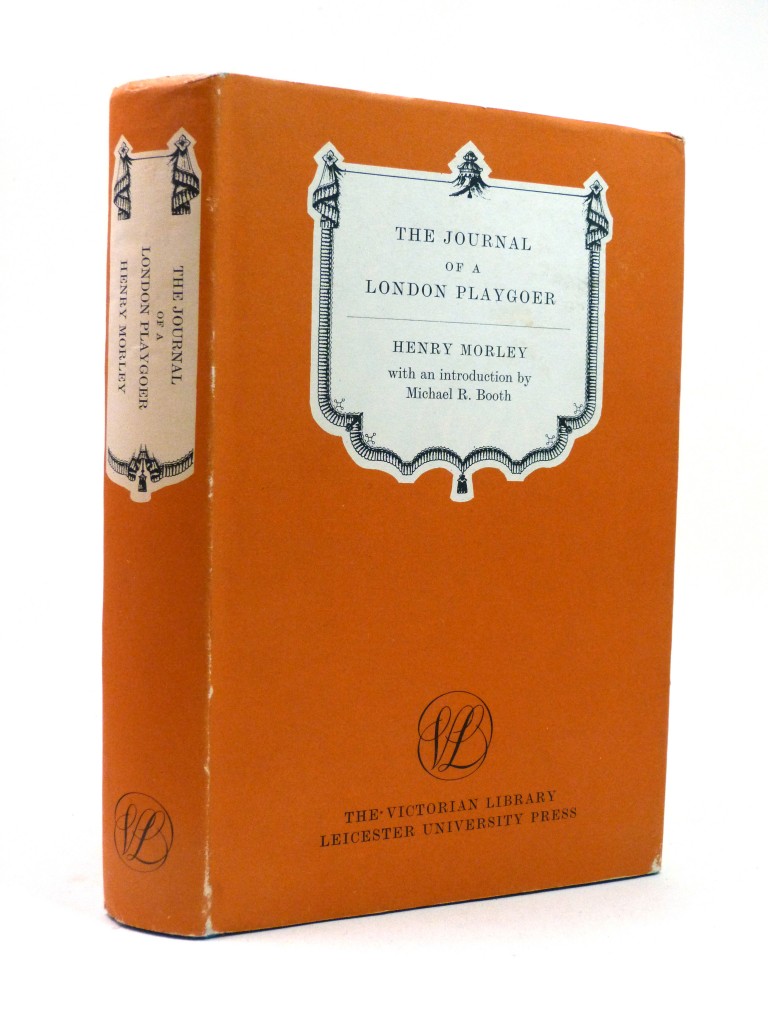 THE JOURNAL
OF A
LONDON PLAYGOER
HENRY MORLEY
THE JOURNAL
OF A
LONDON PLAYGOER
HENRY MORLEY
with an introduction by
Michael R. Booth
VL
THE VICTORIAN LIBRARY
LEICESTER UNIVERSITY PRESS
VL